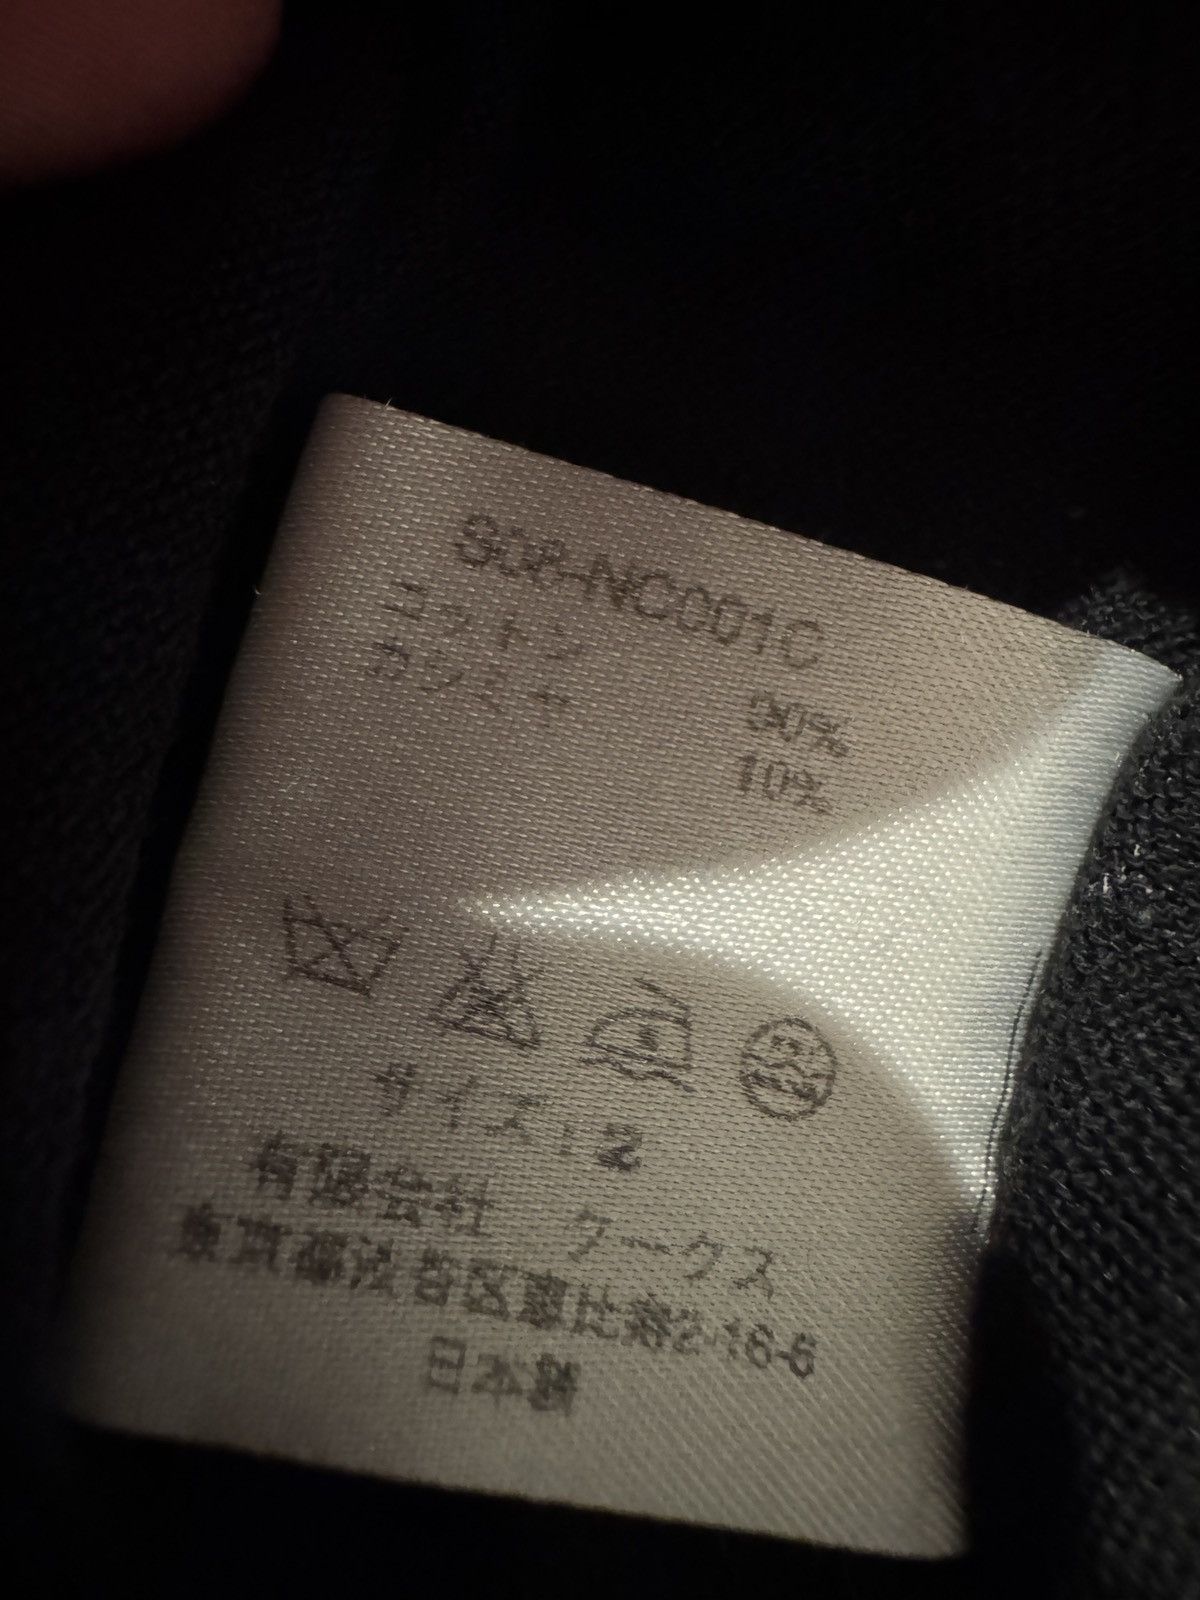 S08-NC001C
コットン 90%
カシミヤ 10%
サイズ:2
有限会社 ワークス
東京都渋谷区恵比寿2-16-6
日本製